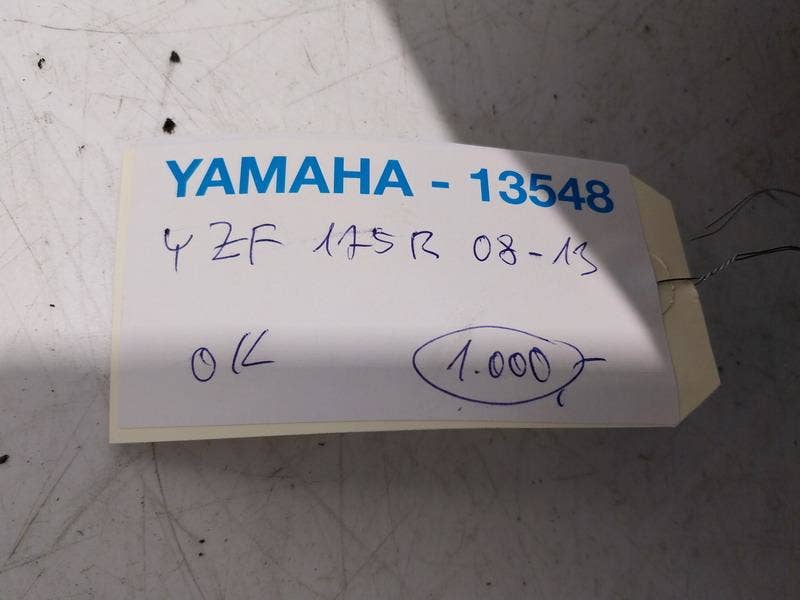 YAMAHA - 13548
YZF 125R 08-13
OK 1.000,-